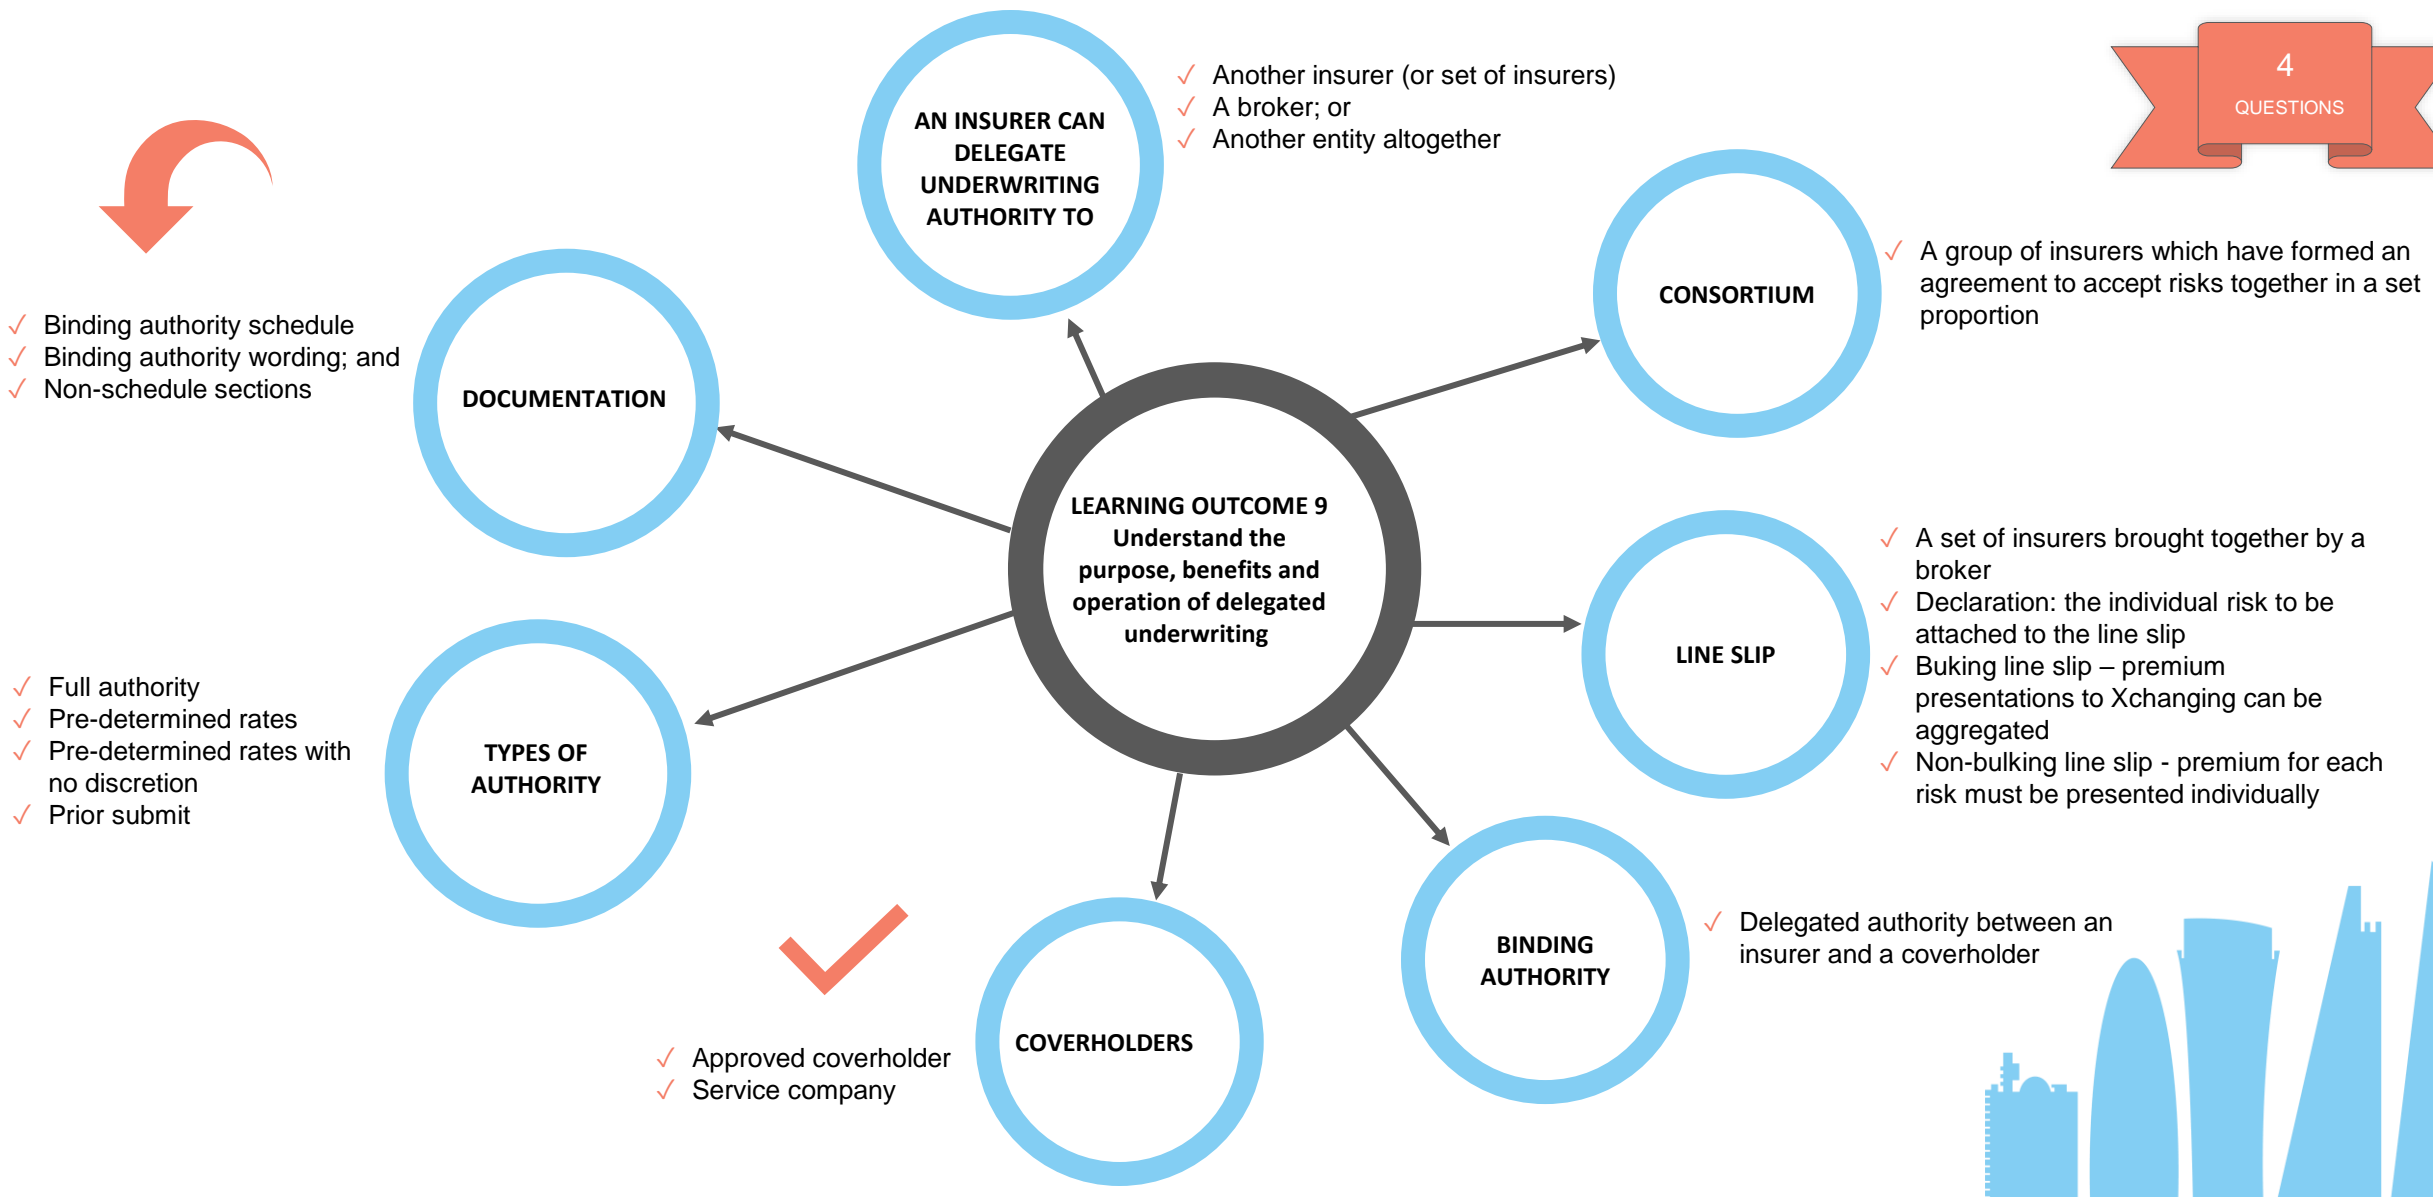 4
QUESTIONS
AN INSURER CAN
DELEGATE
UNDERWRITING
AUTHORITY TO
✓ Another insurer (or set of insurers)
✓ A broker; or
✓ Another entity altogether
CONSORTIUM
✓ A group of insurers which have formed an
agreement to accept risks together in a set
proportion
DOCUMENTATION
✓ Binding authority schedule
✓ Binding authority wording; and
✓ Non-schedule sections
LEARNING OUTCOME 9
Understand the
purpose, benefits and
operation of delegated
underwriting
LINE SLIP
✓ A set of insurers brought together by a
broker
✓ Declaration: the individual risk to be
attached to the line slip
✓ Buking line slip – premium
presentations to Xchanging can be
aggregated
✓ Non-bulking line slip - premium for each
risk must be presented individually
TYPES OF
AUTHORITY
✓ Full authority
✓ Pre-determined rates
✓ Pre-determined rates with
no discretion
✓ Prior submit
BINDING
AUTHORITY
✓ Delegated authority between an
insurer and a coverholder
COVERHOLDERS
✓ Approved coverholder
✓ Service company